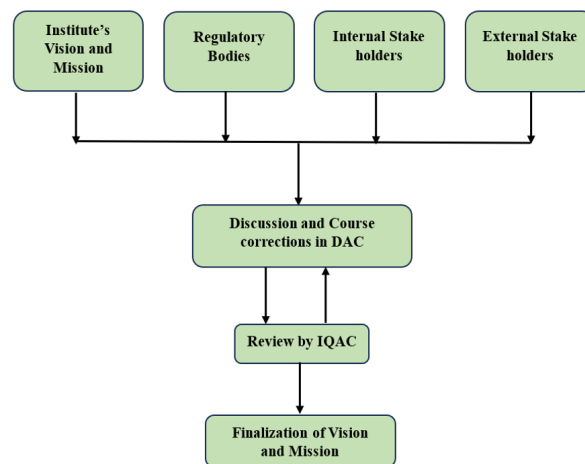 Institute's
Vision and
Mission
Regulatory
Bodies
Internal Stake
holders
External Stake
holders
Discussion and Course
corrections in DAC
Review by IQAC
Finalization of Vision
and Mission